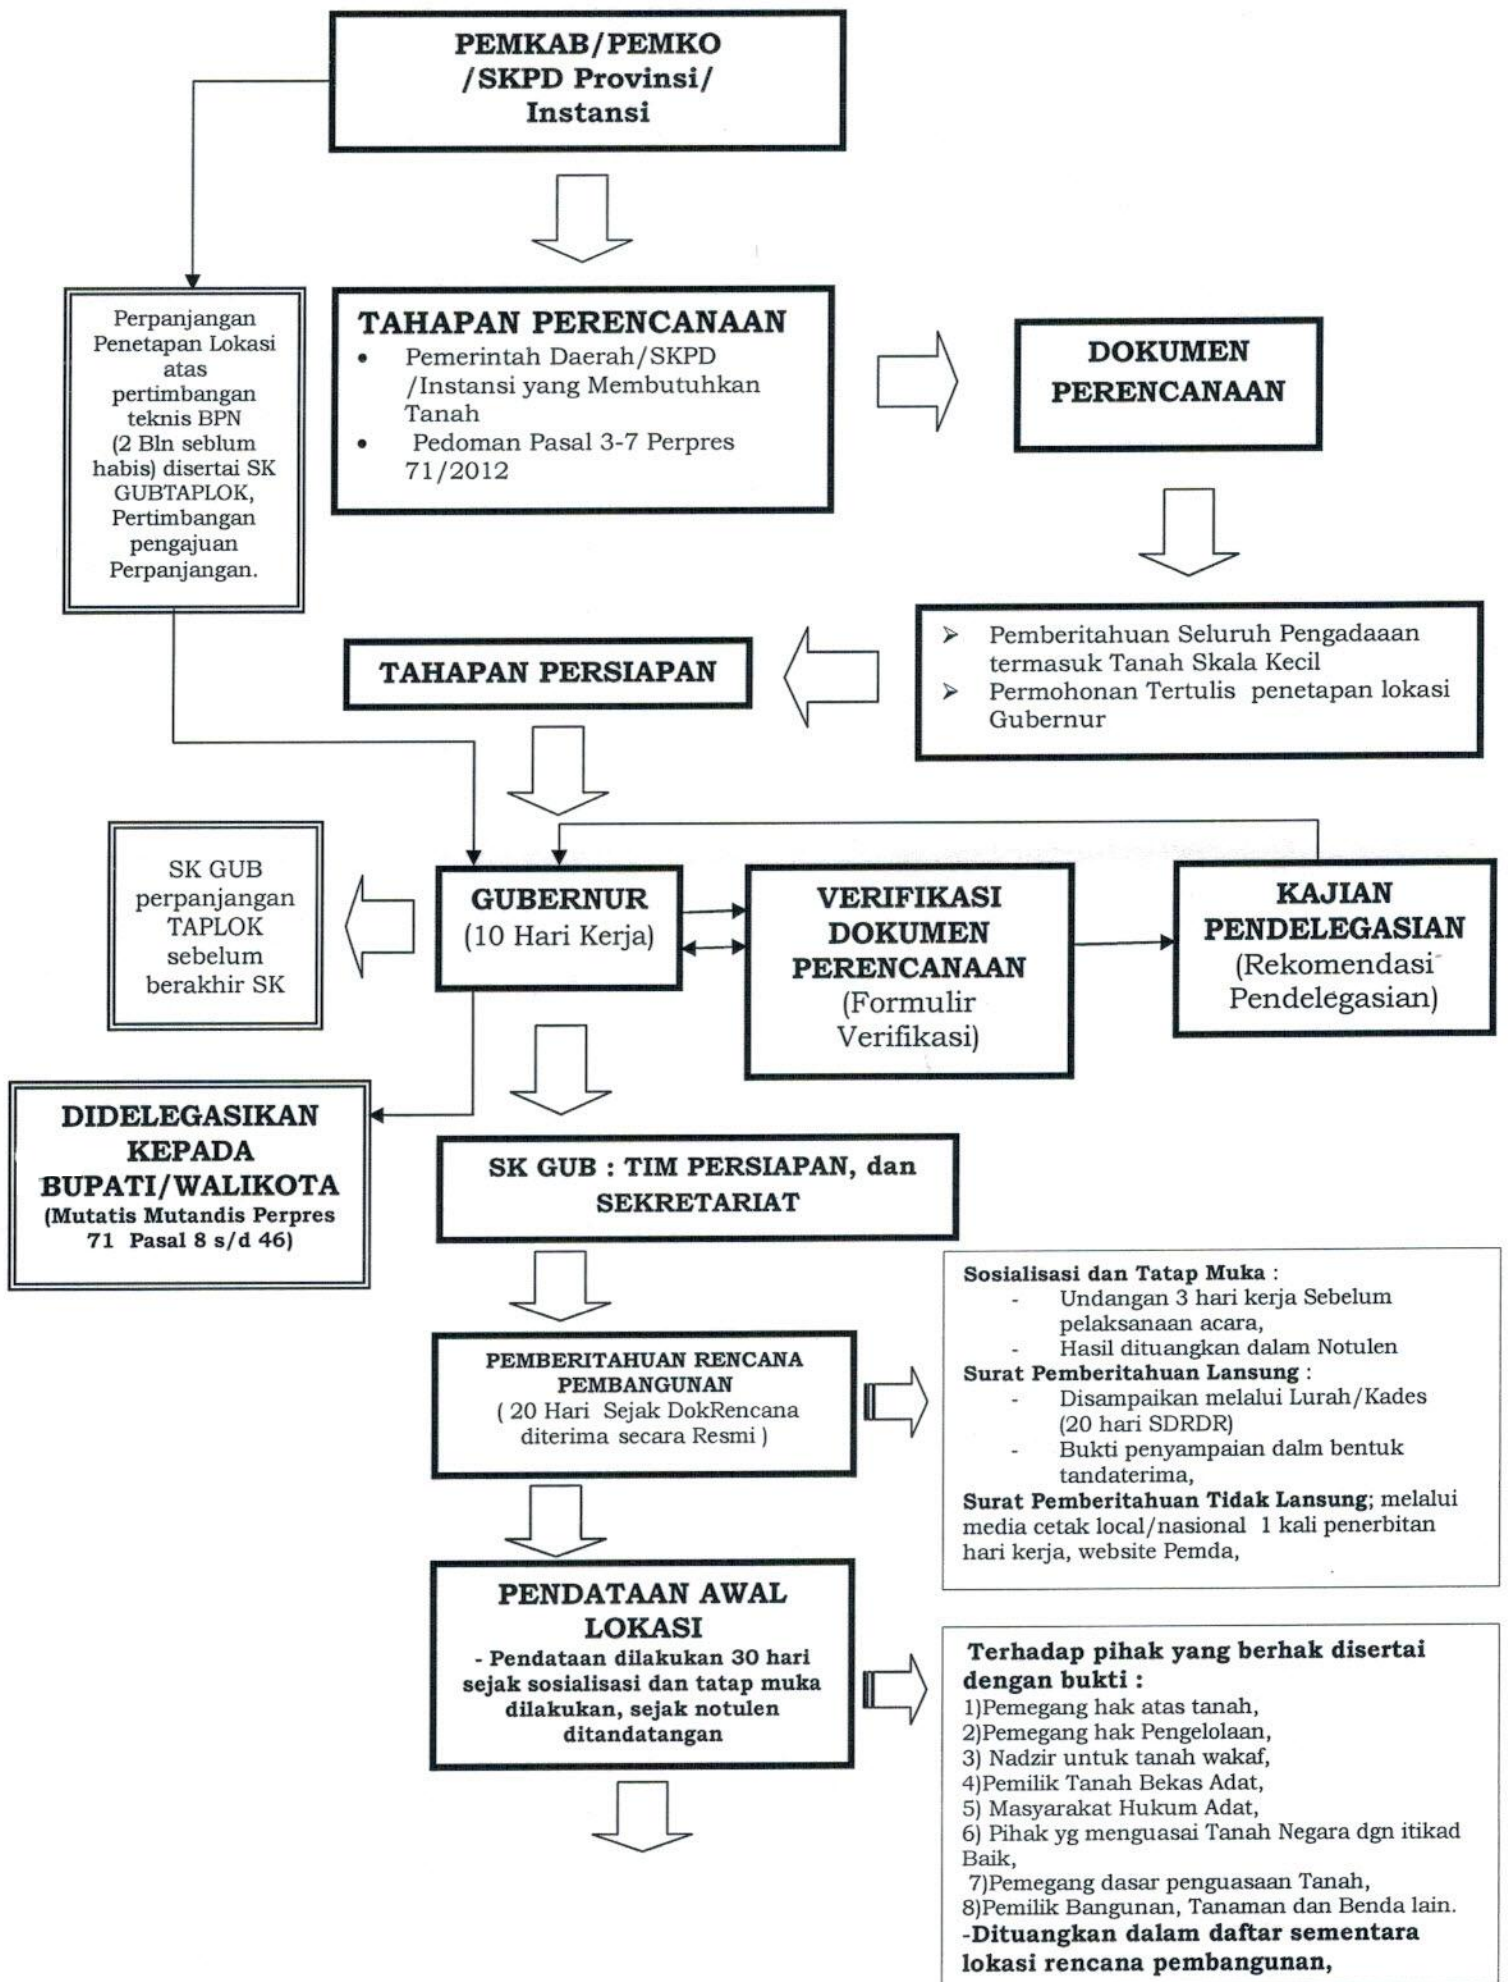 PEMKAB/PEMKO
/SKPD Provinsi/
Instansi
Perpanjangan
Penetapan Lokasi
atas
pertimbangan
teknis BPN
(2 Bln seblum
habis) disertai SK
GUBTAPLOK,
Pertimbangan
pengajuan
Perpanjangan.
TAHAPAN PERENCANAAN
• Pemerintah Daerah/SKPD
/Instansi yang Membutuhkan
Tanah
• Pedoman Pasal 3-7 Perpres
71/2012
DOKUMEN
PERENCANAAN
➢ Pemberitahuan Seluruh Pengadaaan
termasuk Tanah Skala Kecil
➢ Permohonan Tertulis penetapan lokasi
Gubernur
TAHAPAN PERSIAPAN
SK GUB
perpanjangan
TAPLOK
sebelum
berakhir SK
GUBERNUR
(10 Hari Kerja)
VERIFIKASI
DOKUMEN
PERENCANAAN
(Formulir
Verifikasi)
KAJIAN
PENDELEGASIAN
(Rekomendasi
Pendelegasian)
DIDELEGASIKAN
KEPADA
BUPATI/WALIKOTA
(Mutatis Mutandis Perpres
71 Pasal 8 s/d 46)
SK GUB : TIM PERSIAPAN, dan
SEKRETARIAT
PEMBERITAHUAN RENCANA
PEMBANGUNAN
( 20 Hari Sejak DokRencana
diterima secara Resmi )
Sosialisasi dan Tatap Muka :
- Undangan 3 hari kerja Sebelum
pelaksanaan acara,
- Hasil dituangkan dalam Notulen
Surat Pemberitahuan Lansung :
- Disampaikan melalui Lurah/Kades
(20 hari SDRDR)
- Bukti penyampaian dalm bentuk
tandaterima,
Surat Pemberitahuan Tidak Lansung; melalui
media cetak local/nasional 1 kali penerbitan
hari kerja, website Pemda,
PENDATAAN AWAL
LOKASI
- Pendataan dilakukan 30 hari
sejak sosialisasi dan tatap muka
dilakukan, sejak notulen
ditandatangan
Terhadap pihak yang berhak disertai
dengan bukti :
1)Pemegang hak atas tanah,
2)Pemegang hak Pengelolaan,
3) Nadzir untuk tanah wakaf,
4)Pemilik Tanah Bekas Adat,
5) Masyarakat Hukum Adat,
6) Pihak yg menguasai Tanah Negara dgn itikad
Baik,
7)Pemegang dasar penguasaan Tanah,
8)Pemilik Bangunan, Tanaman dan Benda lain.
-Dituangkan dalam daftar sementara
lokasi rencana pembangunan,